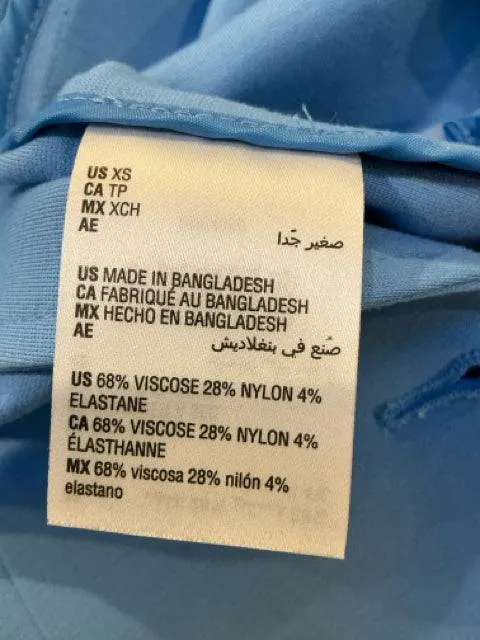 US XS
CA TP
MX XCH
AE
صغير جّدا
US MADE IN BANGLADESH
CA FABRIQUÉ AU BANGLADESH
MX HECHO EN BANGLADESH
AE
صُنع في بنغلاديش
US 68% VISCOSE 28% NYLON 4%
ELASTANE
CA 68% VISCOSE 28% NYLON 4%
ÉLASTHANNE
MX 68% viscosa 28% nilón 4%
elastano